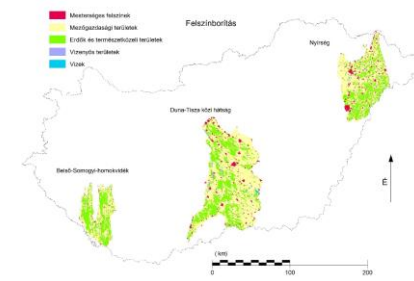 Felszínborítás
Mesterséges felszínek
Mezőgazdasági területek
Erdők és természetközeli területek
Vizenyős területek
Vizek
Nyírség
Duna-Tisza közi hátság
Belső-Somogyi-homokvidék
É
(km)
0 100 200